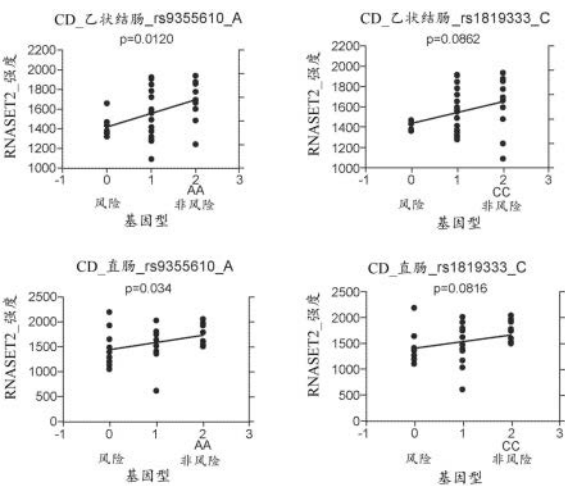 CD_乙状结肠_rs9355610_A
p=0.0120
RNASET2_强度
2200
2000
1800
1600
1400
1200
1000
-1 0 1 2 3
AA
风险 非风险
基因型
CD_乙状结肠_rs1819333_C
p=0.0862
RNASET2_强度
2200
2000
1800
1600
1400
1200
1000
-1 0 1 2 3
CC
风险 非风险
基因型
CD_直肠_rs9355610_A
p=0.034
RNASET2_强度
2500
2000
1500
1000
500
0
-1 0 1 2 3
AA
风险 非风险
基因型
CD_直肠_rs1819333_C
p=0.0816
RNASET2_强度
2500
2000
1500
1000
500
0
-1 0 1 2 3
CC
风险 非风险
基因型